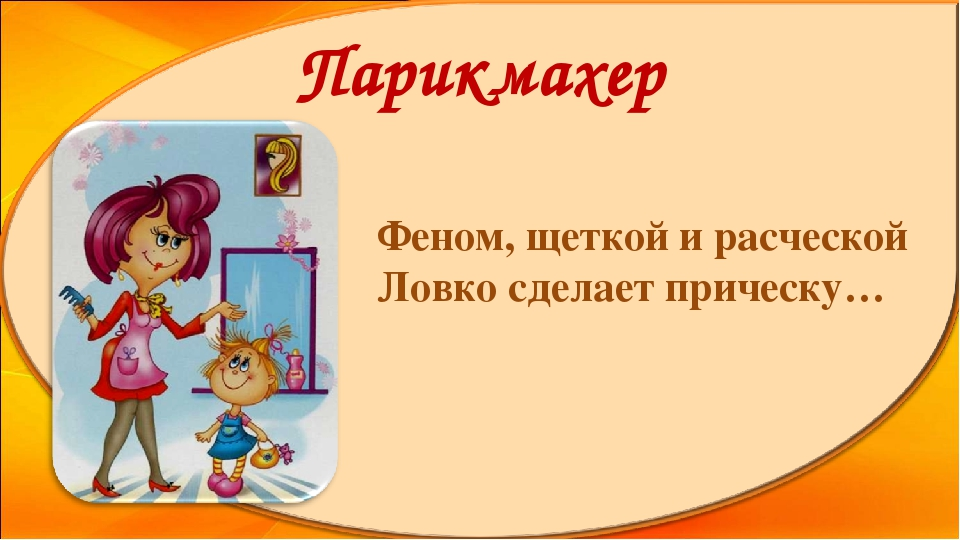 Парикмахер
Феном, щеткой и расческой
Ловко сделает прическу…